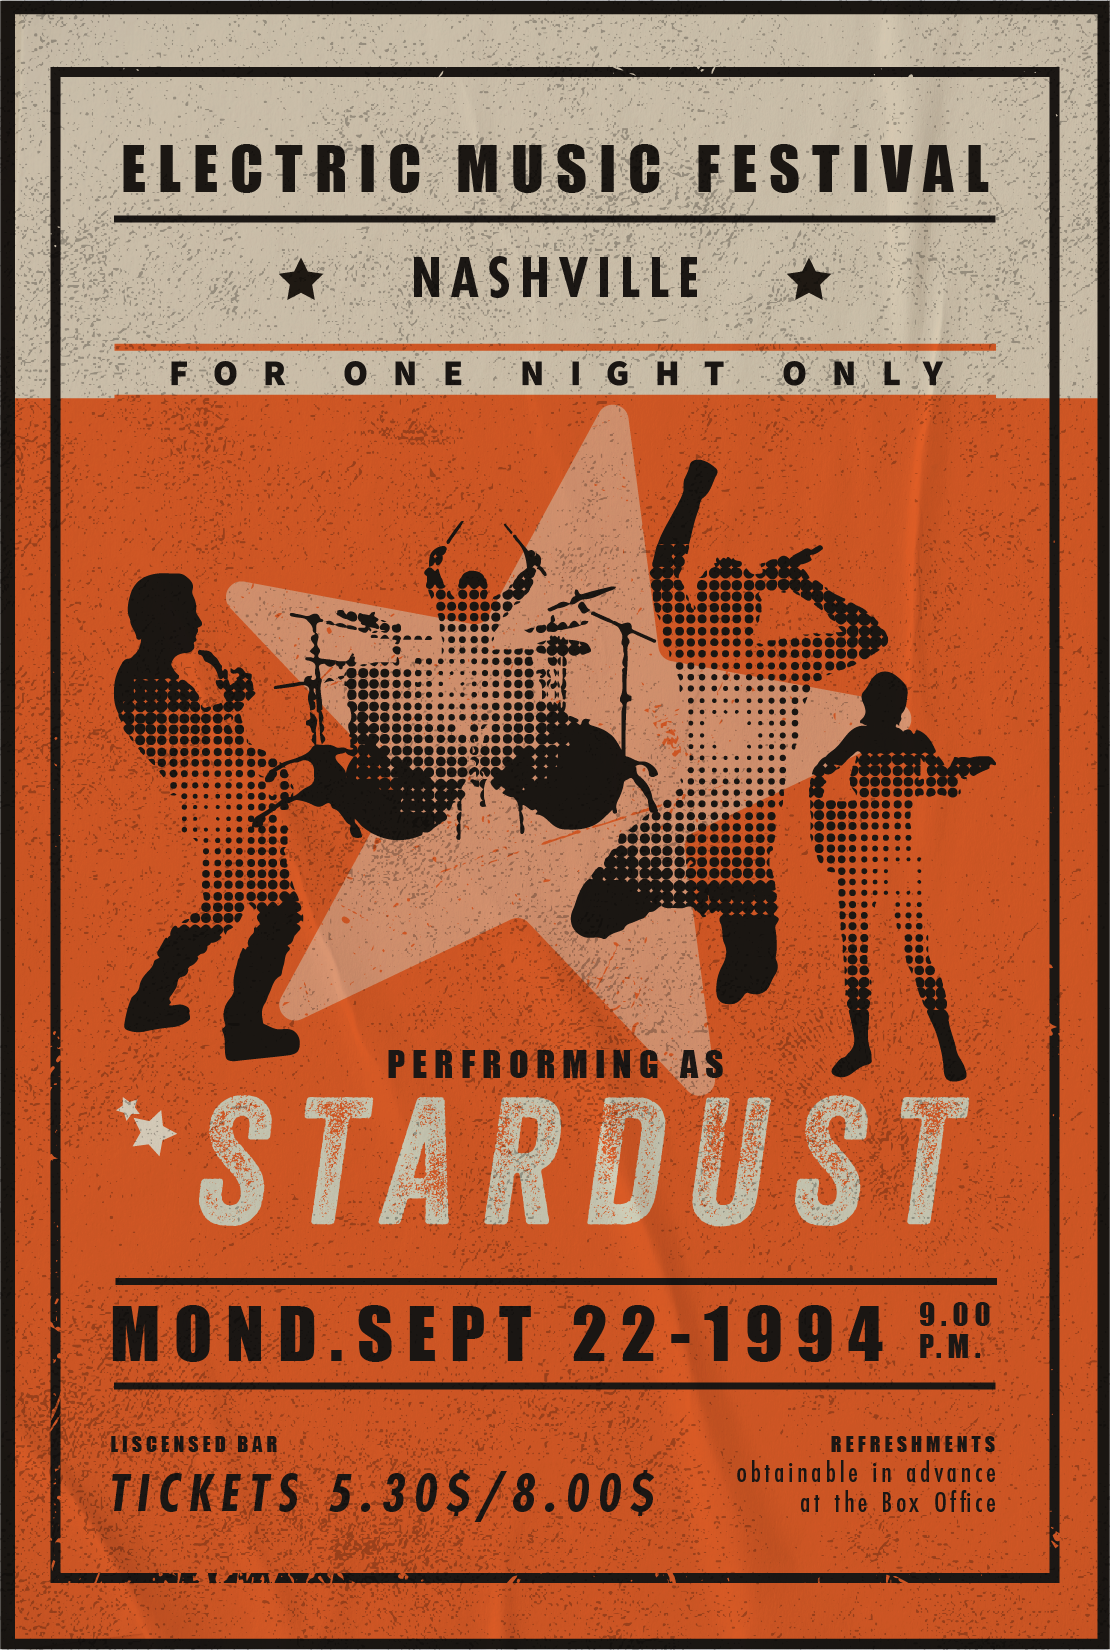 ELECTRIC MUSIC FESTIVAL
NASHVILLE
FOR ONE NIGHT ONLY
PERFRORMING AS
STARDUST
MOND.SEPT 22-1994
9.00
P.M.
LISCENSED BAR
TICKETS 5.30$/8.00$
REFRESHMENTS
obtainable in advance
at the Box Office